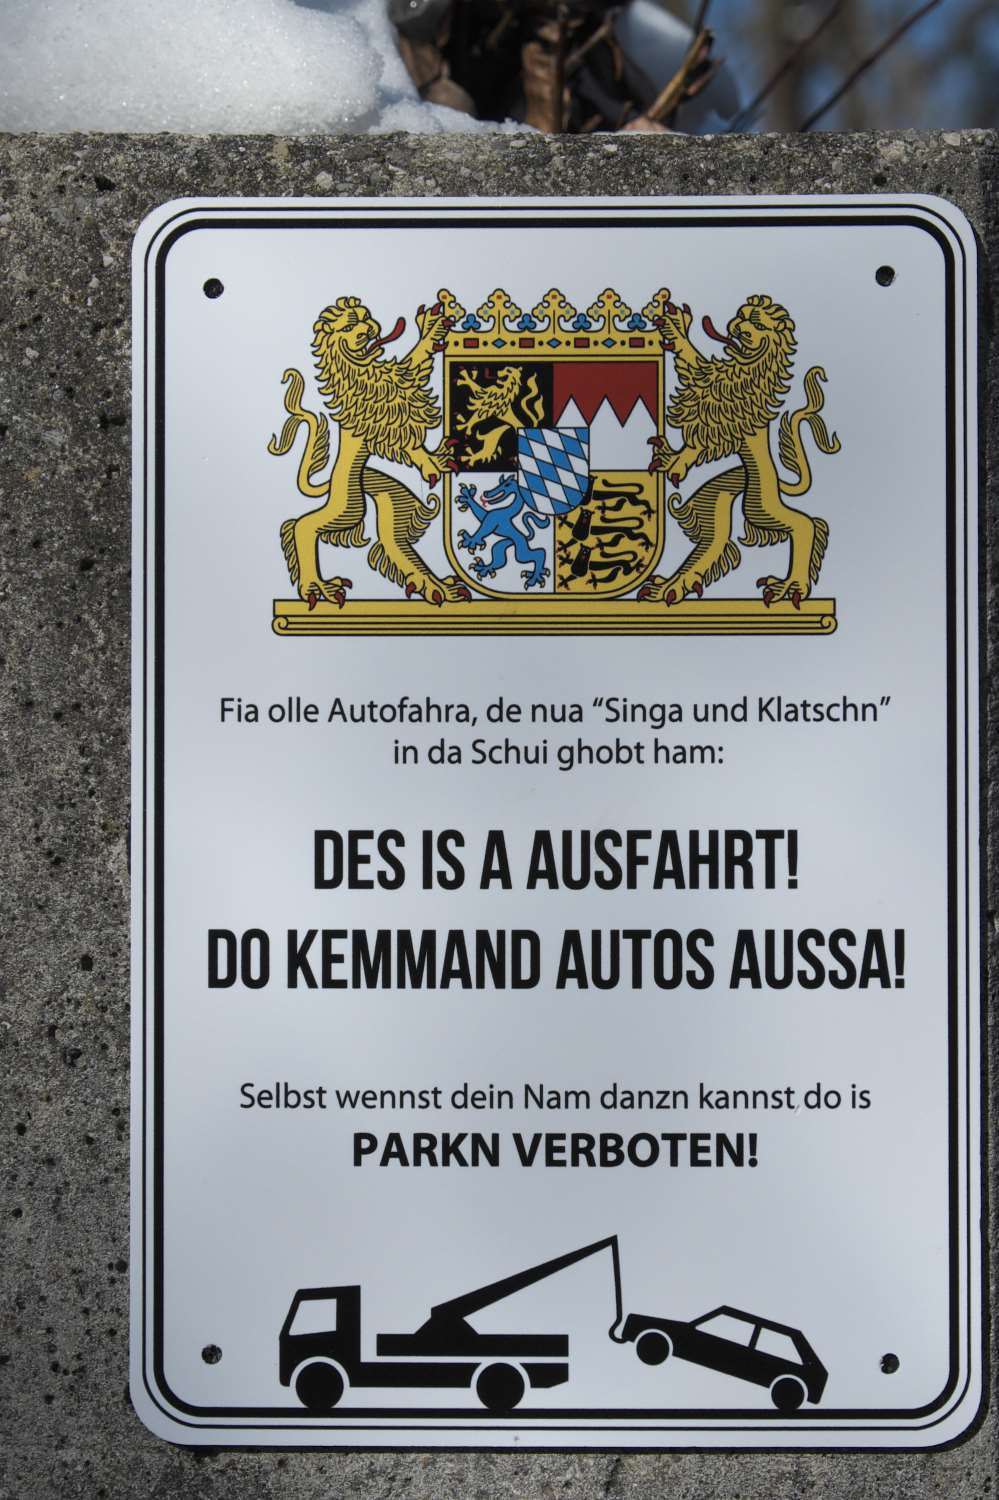 Fia olle Autofahra, de nua “Singa und Klatschn”
in da Schui ghobt ham:
DES IS A AUSFAHRT!
DO KEMMAND AUTOS AUSSA!
Selbst wennst dein Nam danzn kannst, do is
PARKN VERBOTEN!